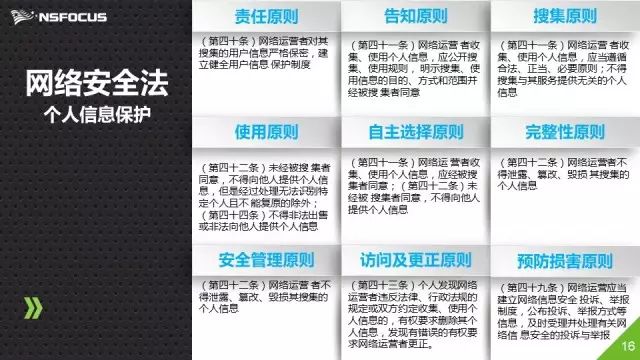 NSFOCUS
网络安全法
个人信息保护
责任原则
（第四十条）网络运营者对其
搜集的用户信息严格保密，建
立健全用户信息 保护制度
告知原则
（第四十一条）网络运营 者收
集、使用个人信息，应公开搜
集、使用规则， 明示搜集、使
用信息的目的、方式和范围并
经被搜 集者同意
搜集原则
（第四十一条）网络运营者收
集、使用个人信息，应当遵循
合法、正当、必要原则；不得
搜集与其服务提供无关的个人
信息
使用原则
（第四十二条）未经被搜 集者
同意，不得向他人提供个人信
息，但是经过处理无法识别特
定个人且不 能复原的除外；
（第四十四条）不得非法出售
或非法向他人提供个人信息
自主选择原则
（第四十一条）网络运 营者收
集、使用个人信息，应经被搜
集者同意；（第四十二条）未
经被 搜集者同意，不得向他人
提供个人信息
完整性原则
（第四十二条）网络运营者不
得泄露、篡改、毁损 其搜集的
个人信息
安全管理原则
（第四十二条）网络运营 者不
得泄露、篡改、毁损其搜集的
个人信息
访问及更正原则
（第四十三条）个人发现网络
运营者违反法律、行政法规的
规定或双方约定收集、使用个
个人信息的，有权要求删除其个
人信息，发现有错误的有权要
求网络运营者更正。
预防损害原则
（第四十九条）网络运营应当
建立网络信息安全 投诉、举报
制度，公布投诉、举报方式等
信息，及时受理并处理有关网
络信 息安全的投诉与举报
16